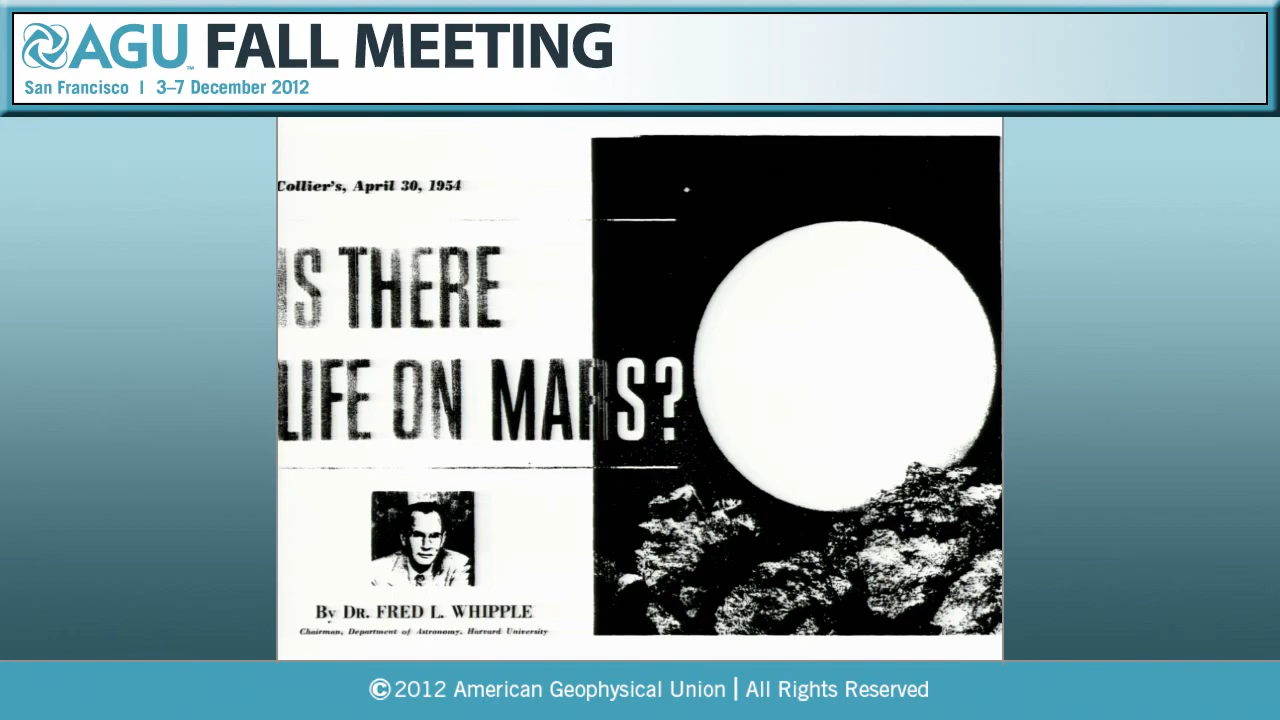 AGU™ FALL MEETING
San Francisco | 3–7 December 2012
Collier's, April 30, 1954
IS THERE
LIFE ON MARS?
By DR. FRED L. WHIPPLE
Chairman, Department of Astronomy, Harvard University
©2012 American Geophysical Union | All Rights Reserved